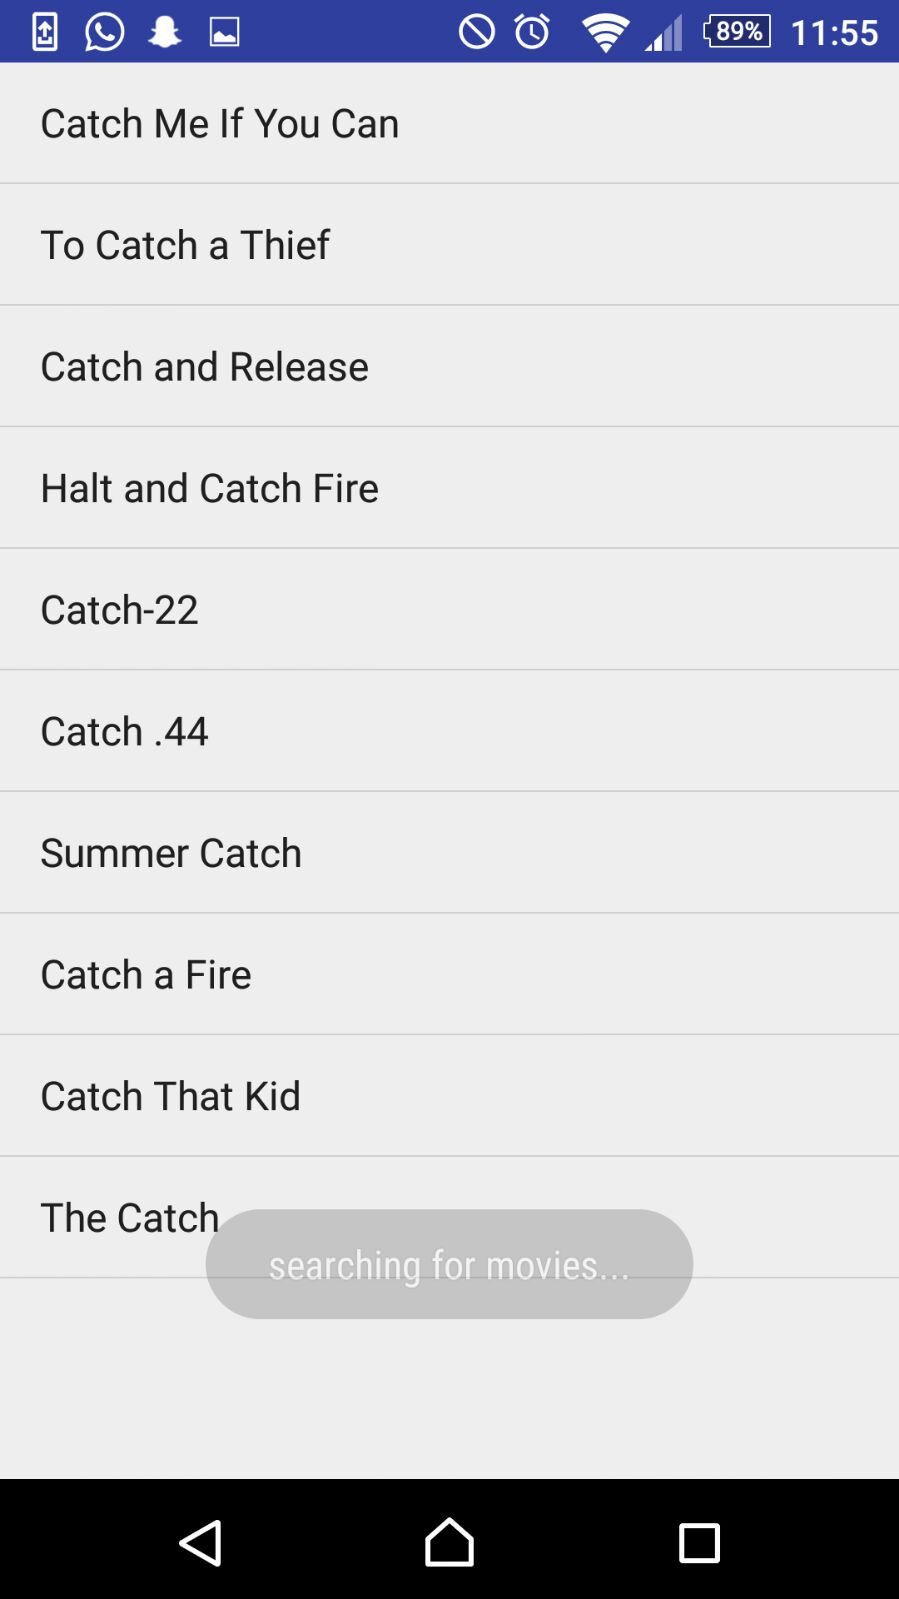 89% 11:55
Catch Me If You Can
To Catch a Thief
Catch and Release
Halt and Catch Fire
Catch-22
Catch .44
Summer Catch
Catch a Fire
Catch That Kid
The Catch
searching for movies...